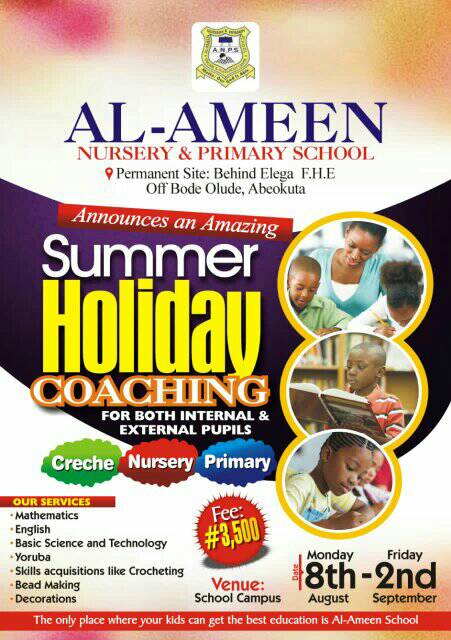 A.N.P.S
AL-AMEEN
NURSERY & PRIMARY SCHOOL
Permanent Site: Behind Elega F.H.E
Off Bode Olude, Abeokuta
Announces an Amazing
Summer
Holiday
COACHING
FOR BOTH INTERNAL &
EXTERNAL PUPILS
Creche Nursery Primary
OUR SERVICES
• Mathematics
• English
• Basic Science and Technology
• Yoruba
• Skills acquisitions like Crocheting
• Bead Making
• Decorations
Fee:
#3,500
Venue:
School Campus
Date
Monday Friday
8th - 2nd
August September
The only place where your kids can get the best education is Al-Ameen School